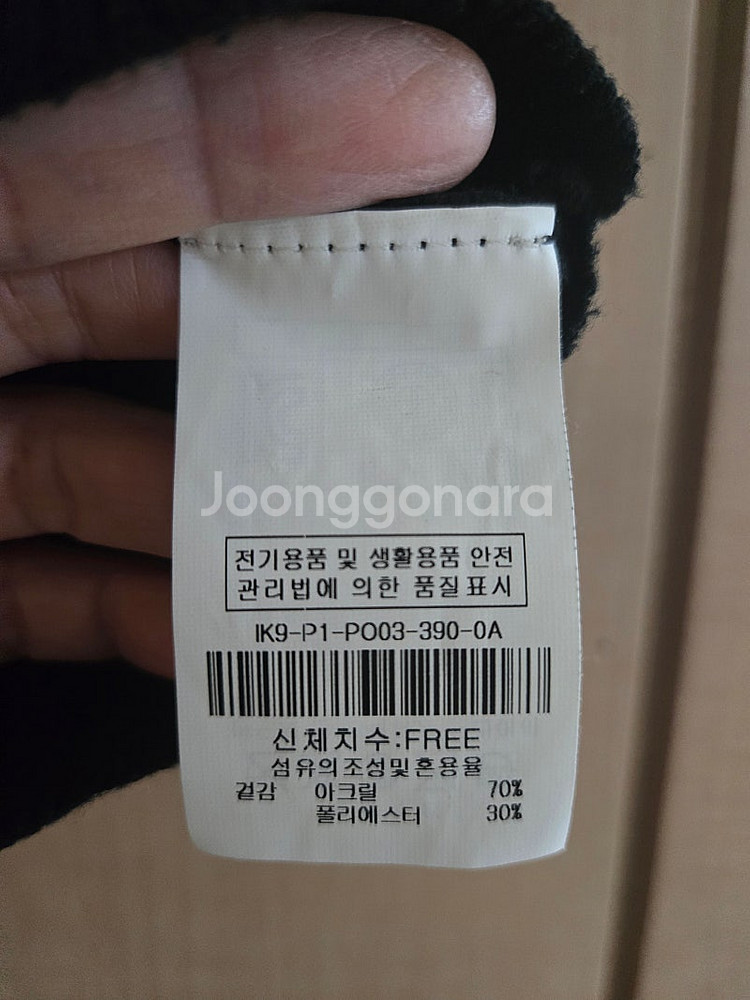 Joonggonara
전기용품 및 생활용품 안전
관리법에 의한 품질표시
IK9-P1-PO03-390-0A
신체치수:FREE
섬유의조성및혼용율
겉감 아크릴 70%
폴리에스터 30%